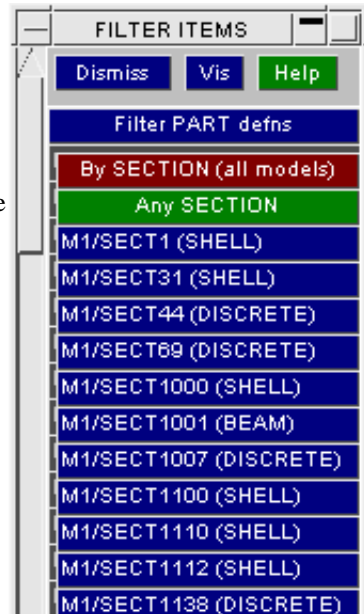 FILTER ITEMS
Dismiss Vis Help
Filter PART defns
By SECTION (all models)
e
Any SECTION
M1/SECT1 (SHELL)
M1/SECT31 (SHELL)
M1/SECT44 (DISCRETE)
M1/SECT69 (DISCRETE)
M1/SECT1000 (SHELL)
M1/SECT1001 (BEAM)
M1/SECT1007 (DISCRETE)
M1/SECT1100 (SHELL)
M1/SECT1110 (SHELL)
M1/SECT1112 (SHELL)
M1/SECT1138 (DISCRETE)